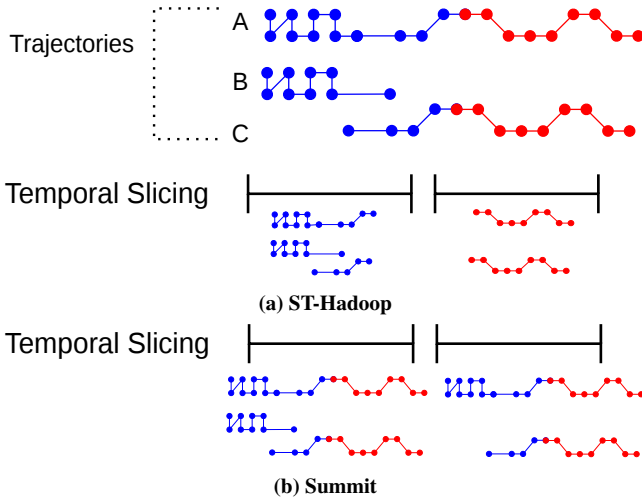 A
Trajectories
B
C
Temporal Slicing
(a) ST-Hadoop
Temporal Slicing
(b) Summit